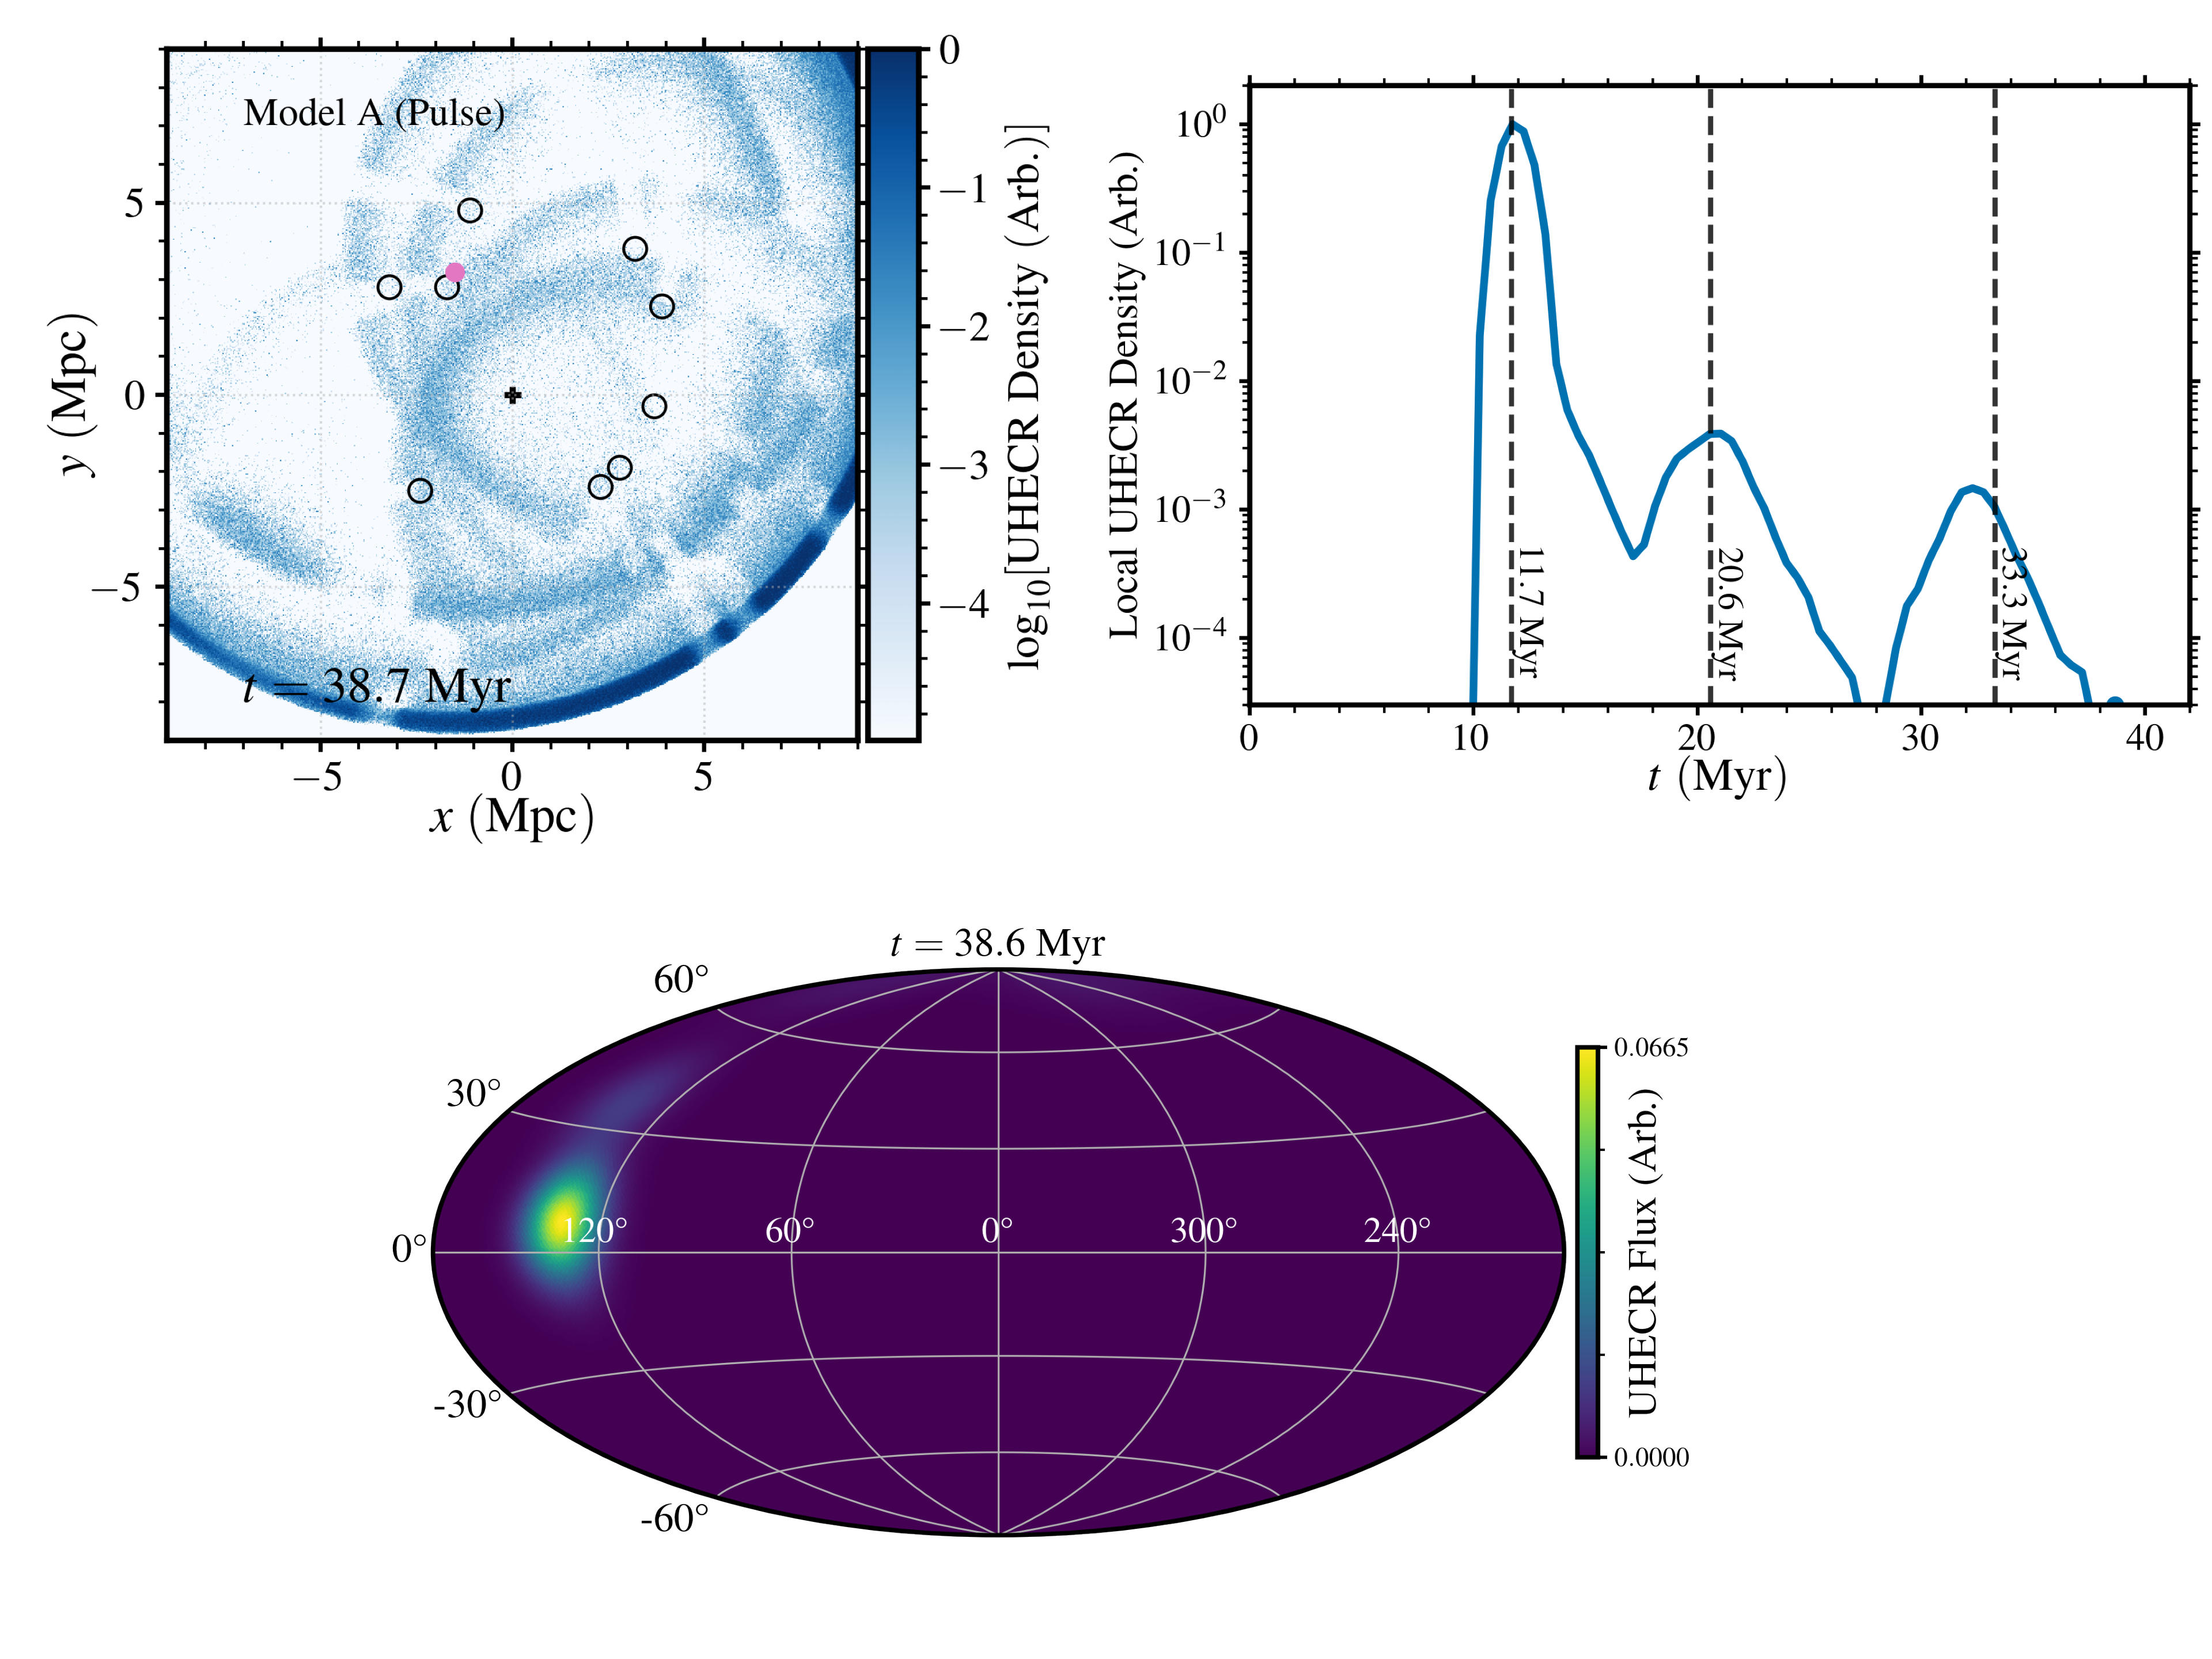 Model A (Pulse)
t = 38.7 Myr
5
0
−5
y (Mpc)
−5
0
5
x (Mpc)
0
−1
−2
−3
−4
log10[UHECR Density (Arb.)]
10^0
10^−1
10^−2
10^−3
10^−4
Local UHECR Density (Arb.)
11.7 Myr
20.6 Myr
33.3 Myr
0
10
20
30
40
t (Myr)
t = 38.6 Myr
60°
30°
0°
-30°
-60°
120°
60°
0°
300°
240°
0.0665
0.0000
UHECR Flux (Arb.)